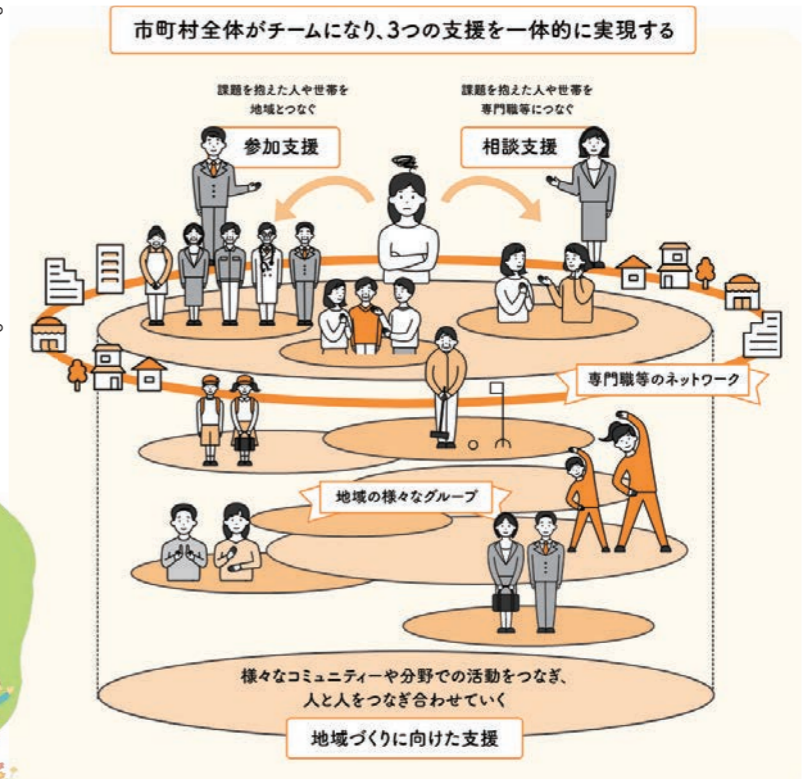 市町村全体がチームになり、3つの支援を一体的に実現する
課題を抱えた人や世帯を
地域とつなぐ
参加支援
課題を抱えた人や世帯を
専門職等につなぐ
相談支援
専門職等のネットワーク
地域の様々なグループ
様々なコミュニティーや分野での活動をつなぎ、
人と人をつなぎ合わせていく
地域づくりに向けた支援